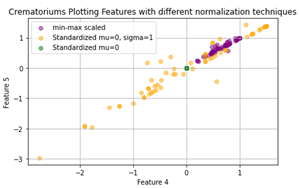 Crematoriums Plotting Features with different normalization techniques
min-max scaled
Standardized mu=0, sigma=1
Standardized mu=0
1
0
−1
−2
−3
Feature 5
−2
−1
0
1
Feature 4